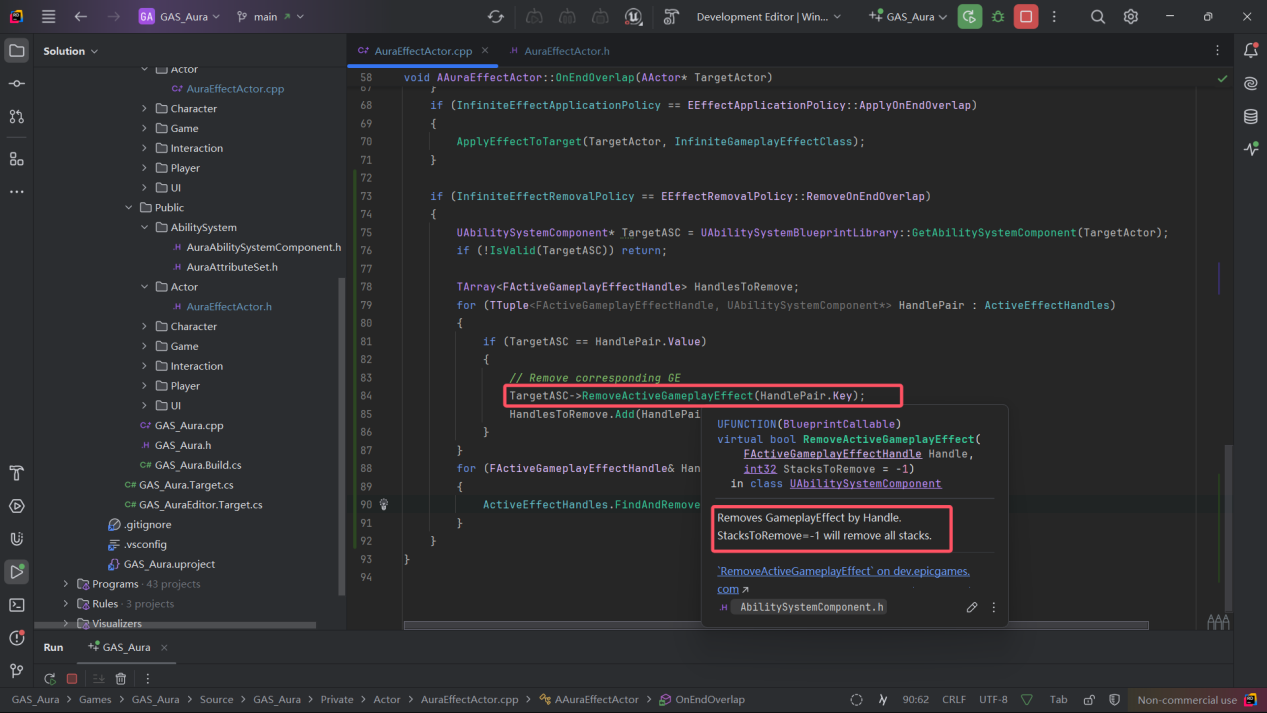 GA GAS_Aura main Development Editor | Win... GAS_Aura
Solution
AuraEffectActor.cpp AuraEffectActor.h
Actor
AuraEffectActor.cpp
Character
Game
Interaction
Player
UI
Public
AbilitySystem
AuraAbilitySystemComponent.h
AuraAttributeSet.h
Actor
AuraEffectActor.h
Character
Game
Interaction
Player
UI
GAS_Aura.cpp
GAS_Aura.h
GAS_Aura.Build.cs
GAS_Aura.Target.cs
GAS_AuraEditor.Target.cs
.gitignore
.vsconfig
GAS_Aura.uproject
Programs · 43 projects
Rules · 3 projects
Visualizers
58 void AAuraEffectActor::OnEndOverlap(AActor* TargetActor)
67 }
68 if (InfiniteEffectApplicationPolicy == EEffectApplicationPolicy::ApplyOnEndOverlap)
69 {
70 ApplyEffectToTarget(TargetActor, InfiniteGameplayEffectClass);
71 }
72
73 if (InfiniteEffectRemovalPolicy == EEffectRemovalPolicy::RemoveOnEndOverlap)
74 {
75 UAbilitySystemComponent* TargetASC = UAbilitySystemBlueprintLibrary::GetAbilitySystemComponent(TargetActor);
76 if (!IsValid(TargetASC)) return;
77
78 TArray<FActiveGameplayEffectHandle> HandlesToRemove;
79 for (TTuple<FActiveGameplayEffectHandle, UAbilitySystemComponent*> HandlePair : ActiveEffectHandles)
80 {
81 if (TargetASC == HandlePair.Value)
82 {
83 // Remove corresponding GE
84 TargetASC->RemoveActiveGameplayEffect(HandlePair.Key);
85 HandlesToRemove.Add(HandlePai
86 }
87 }
88 for (FActiveGameplayEffectHandle& Han
89 {
90 ActiveEffectHandles.FindAndRemove
91 }
92 }
93 }
94
UFUNCTION(BlueprintCallable)
virtual bool RemoveActiveGameplayEffect(
FActiveGameplayEffectHandle Handle,
int32 StacksToRemove = -1)
in class UAbilitySystemComponent
Removes GameplayEffect by Handle.
StacksToRemove=-1 will remove all stacks.
`RemoveActiveGameplayEffect` on dev.epicgames.
com
.H AbilitySystemComponent.h
Run GAS_Aura
GAS_Aura > Games > GAS_Aura > Source > GAS_Aura > Private > Actor > AuraEffectActor.cpp > AAuraEffectActor > OnEndOverlap 90:62 CRLF UTF-8 Tab Non-commercial use